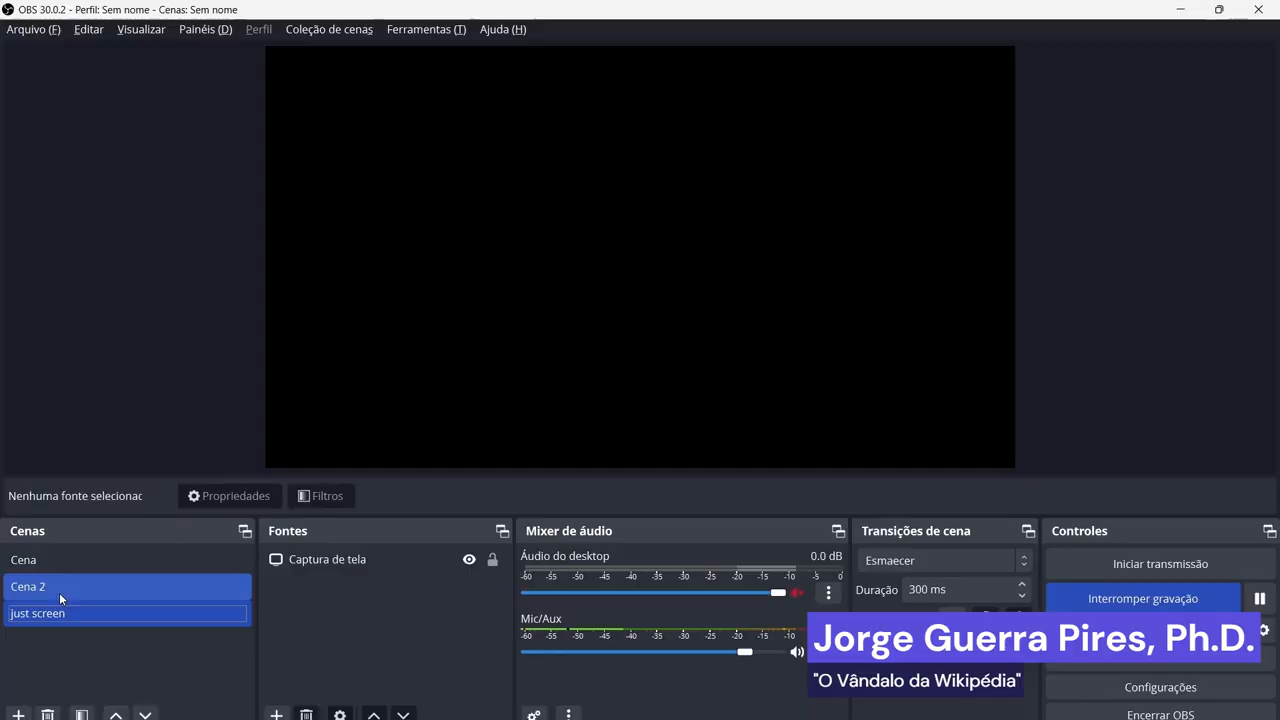 OBS 30.0.2 - Perfil: Sem nome - Cenas: Sem nome
Arquivo (F) Editar Visualizar Painéis (D) Perfil Coleção de cenas Ferramentas (T) Ajuda (H)
Nenhuma fonte selecionac Propriedades Filtros
Cenas
Cena
Cena 2
just screen
Fontes
Captura de tela
Mixer de áudio
Áudio do desktop 0.0 dB
-60 -55 -50 -45 -40 -35 -30 -25 -20 -15 -10 -5 0
Mic/Aux
-60 -55 -50 -45 -40 -35 -30 -25 -20 -15 -10
Transições de cena
Esmaecer
Duração 300 ms
Controles
Iniciar transmissão
Interromper gravação
Configurações
Encerrar OBS
Jorge Guerra Pires, Ph.D.
"O Vândalo da Wikipédia"